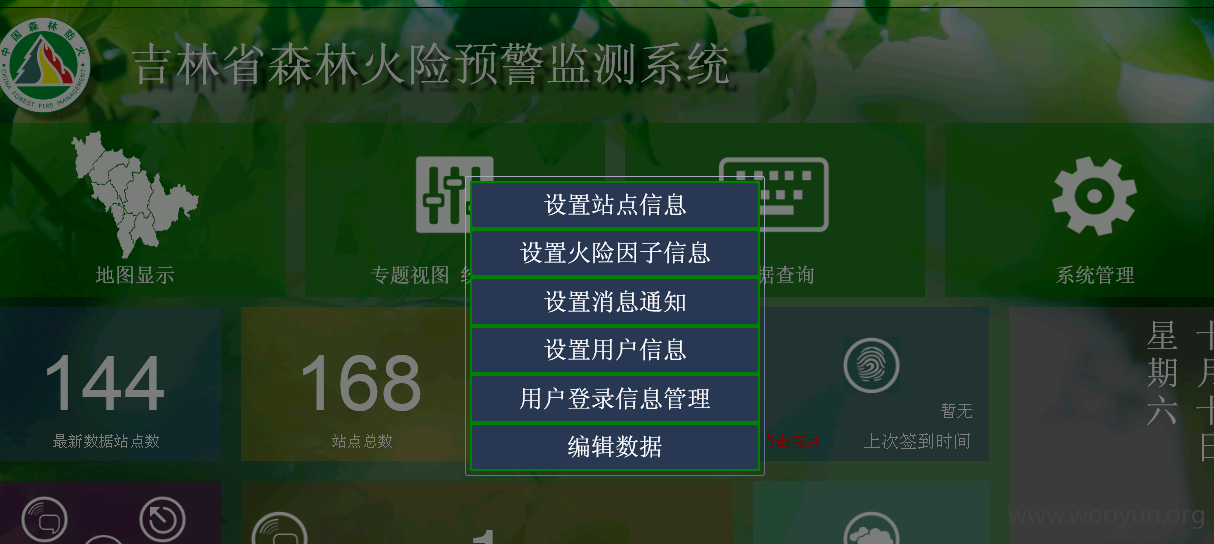 中国森林防火
CHINA FOREST FIRE MANAGEMENT
吉林省森林火险预警监测系统
地图显示
专题视图
据查询
系统管理
设置站点信息
设置火险因子信息
设置消息通知
设置用户信息
用户登录信息管理
编辑数据
144
最新数据站点数
168
站点总数
暂无
上次签到时间
星期六
十月十日
1
www.wooyun.org